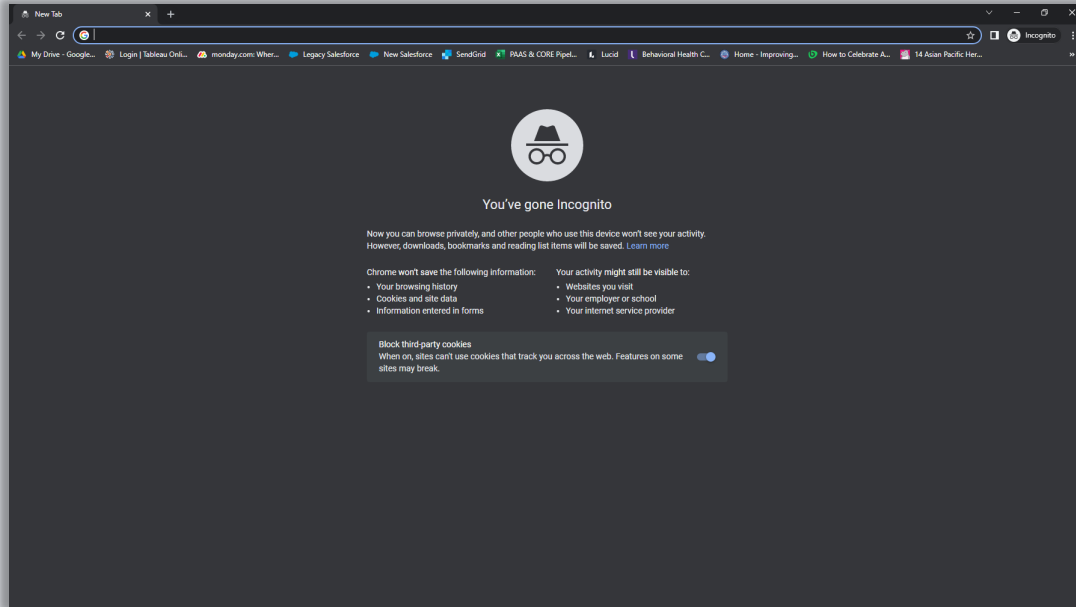 New Tab
Incognito
My Drive - Google...
Login | Tableau Onli...
monday.com: Wher...
Legacy Salesforce
New Salesforce
SendGrid
PAAS & CORE Pipel...
Lucid
Behavioral Health C...
Home - Improving...
How to Celebrate A...
14 Asian Pacific Her...
You've gone Incognito
Now you can browse privately, and other people who use this device won't see your activity.
However, downloads, bookmarks and reading list items will be saved. Learn more
Chrome won't save the following information:
• Your browsing history
• Cookies and site data
• Information entered in forms
Your activity might still be visible to:
• Websites you visit
• Your employer or school
• Your internet service provider
Block third-party cookies
When on, sites can't use cookies that track you across the web. Features on some
sites may break.